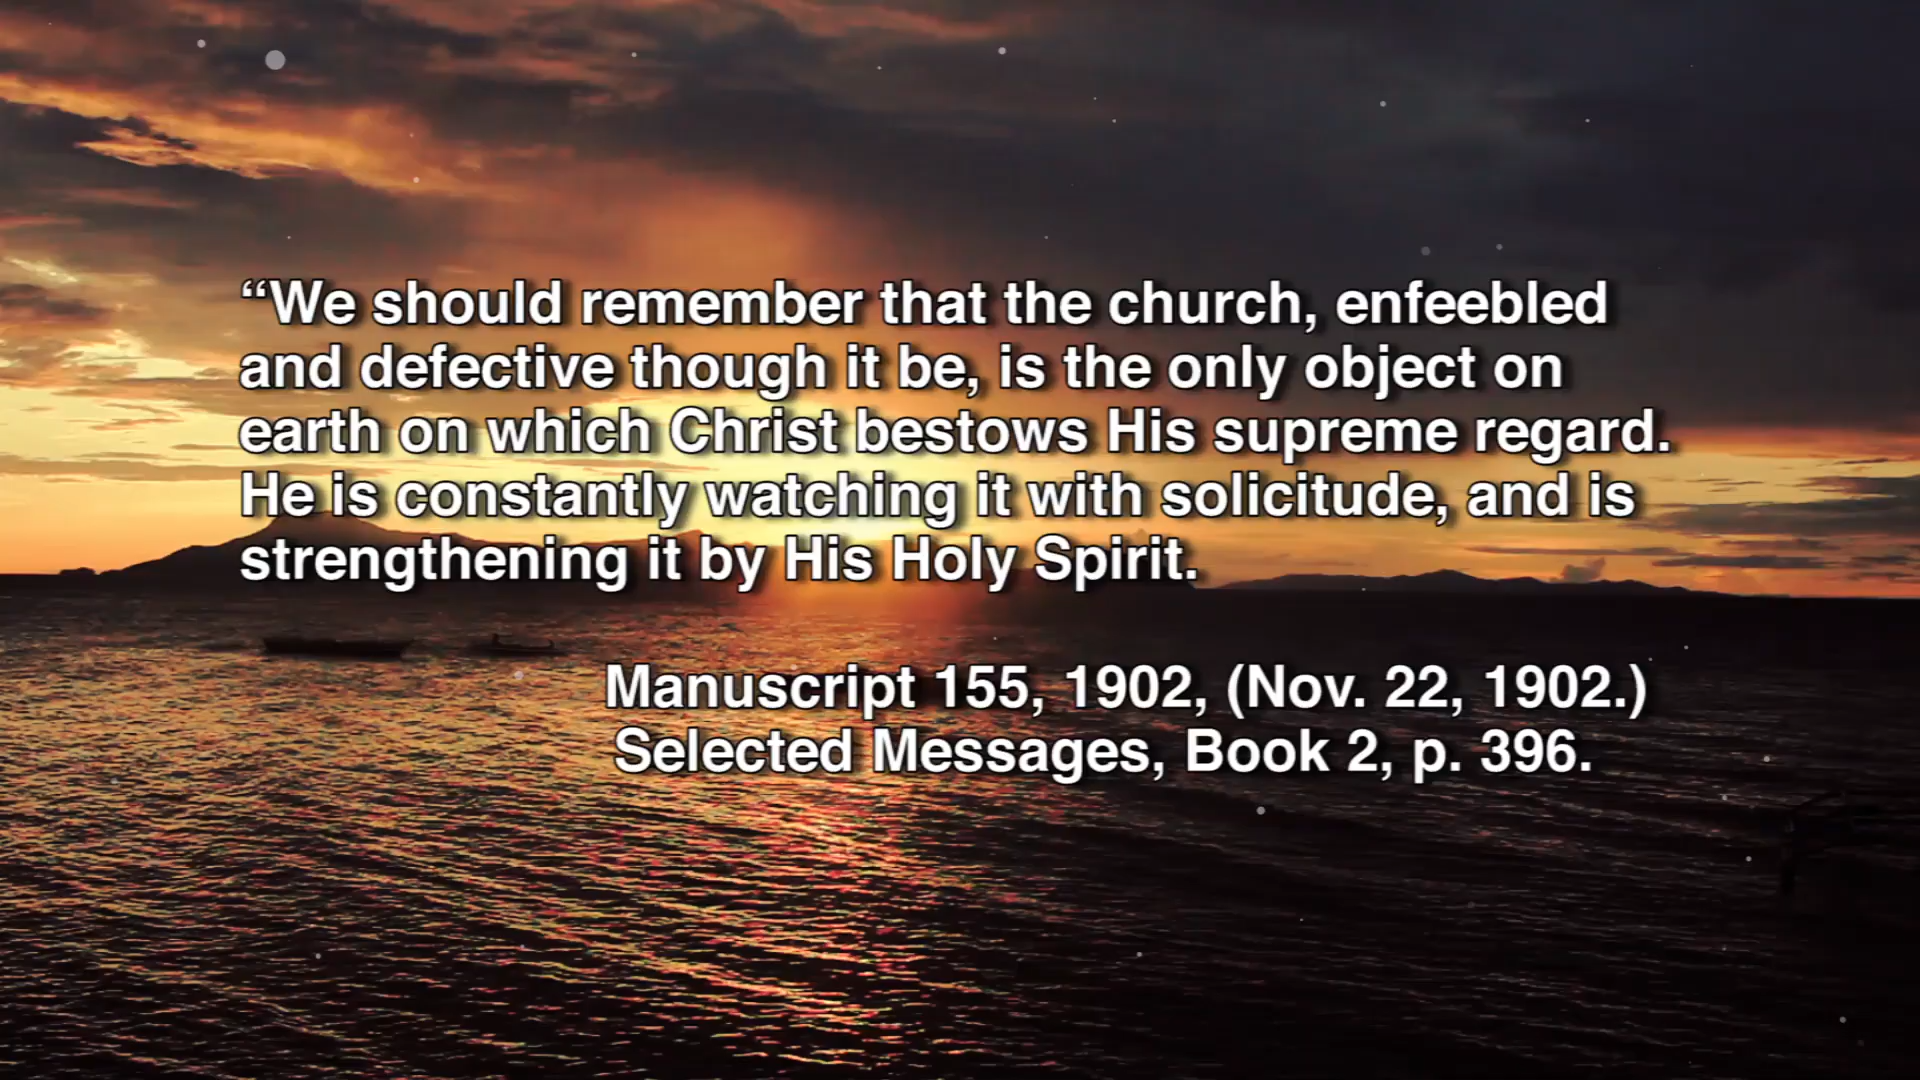 “We should remember that the church, enfeebled
and defective though it be, is the only object on
earth on which Christ bestows His supreme regard.
He is constantly watching it with solicitude, and is
strengthening it by His Holy Spirit.
Manuscript 155, 1902, (Nov. 22, 1902.)
Selected Messages, Book 2, p. 396.